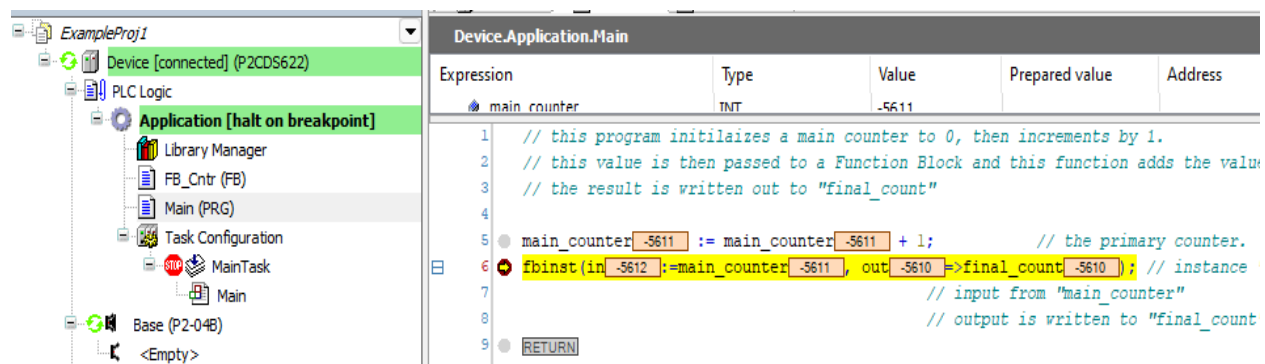 ExampleProj1
Device [connected] (P2CDS622)
PLC Logic
Application [halt on breakpoint]
Library Manager
FB_Cntr (FB)
Main (PRG)
Task Configuration
STOP MainTask
Main
Base (P2-04B)
<Empty>
Device.Application.Main
Expression Type Value Prepared value Address
main_counter INT -5611
1 // this program initilaizes a main counter to 0, then increments by 1.
2 // this value is then passed to a Function Block and this function adds the value
3 // the result is written out to "final_count"
4
5 main_counter -5611 := main_counter -5611 + 1; // the primary counter.
6 fbinst(in -5612 :=main_counter -5611 , out -5610 =>final_count -5610 ); // instance
7 // input from "main_counter"
8 // output is written to "final_count
9 RETURN